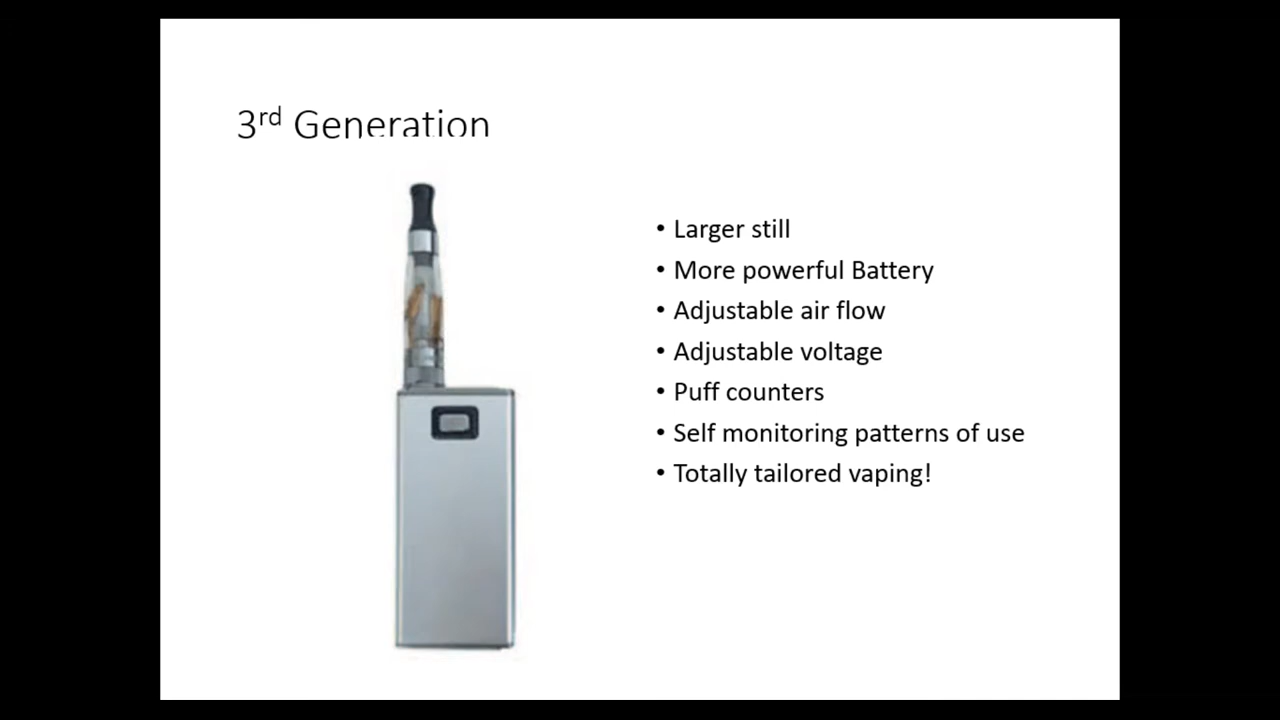 3rd Generation
• Larger still
• More powerful Battery
• Adjustable air flow
• Adjustable voltage
• Puff counters
• Self monitoring patterns of use
• Totally tailored vaping!